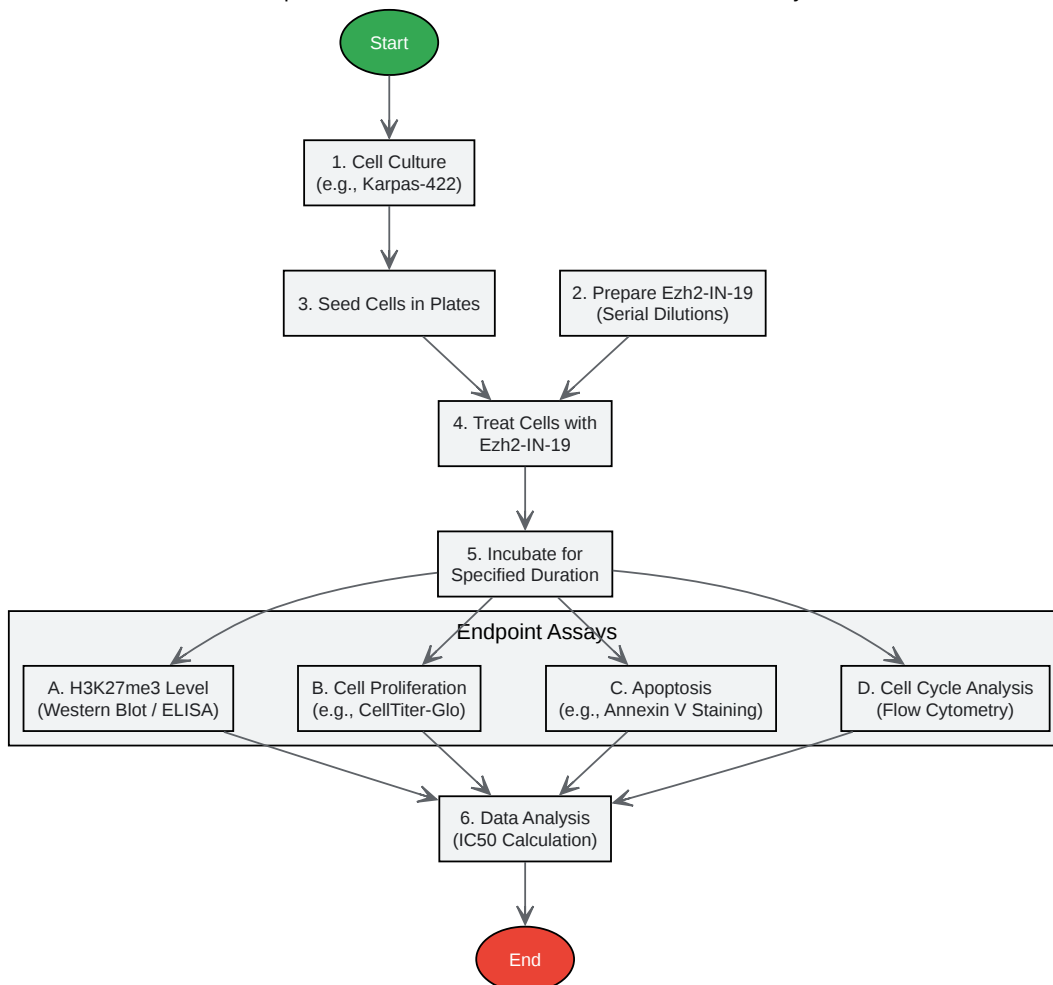 Start
1. Cell Culture
(e.g., Karpas-422)
3. Seed Cells in Plates
2. Prepare Ezh2-IN-19
(Serial Dilutions)
4. Treat Cells with
Ezh2-IN-19
5. Incubate for
Specified Duration
Endpoint Assays
A. H3K27me3 Level
(Western Blot / ELISA)
B. Cell Proliferation
(e.g., CellTiter-Glo)
C. Apoptosis
(e.g., Annexin V Staining)
D. Cell Cycle Analysis
(Flow Cytometry)
6. Data Analysis
(IC50 Calculation)
End